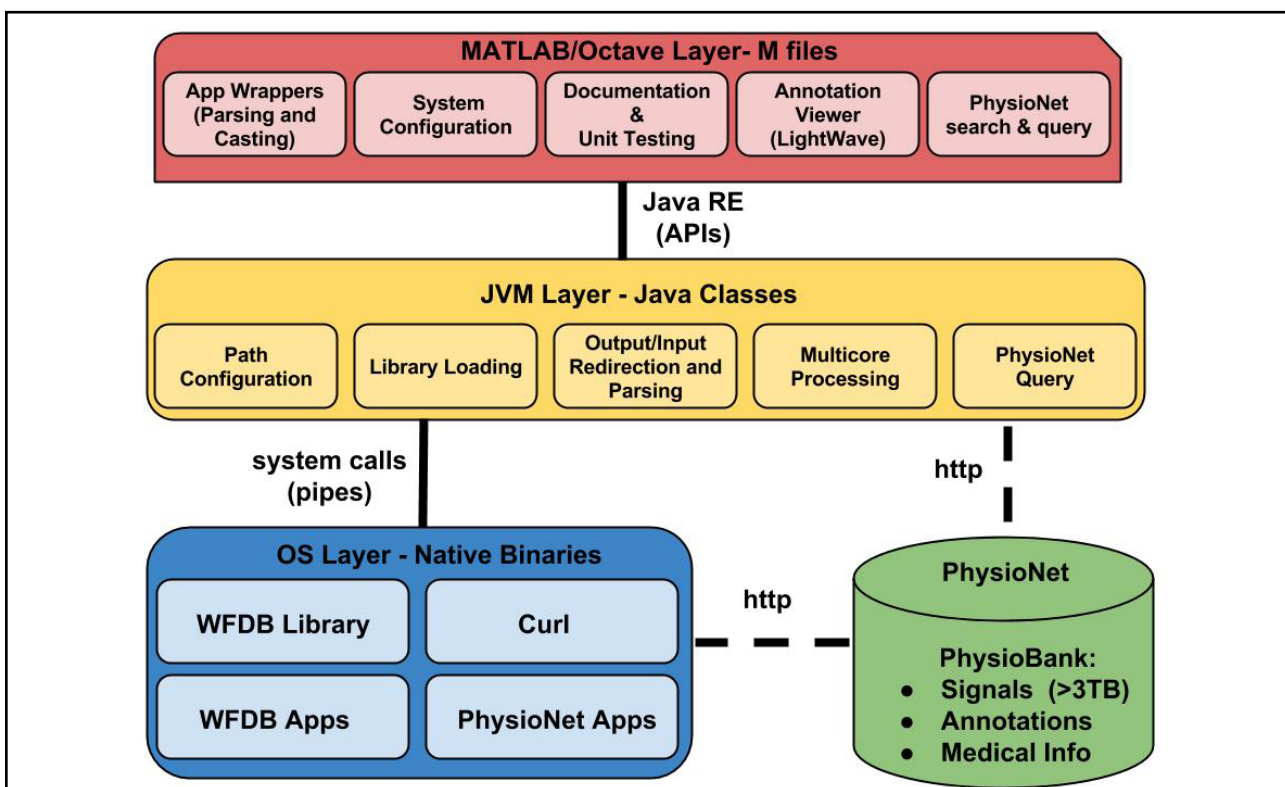 MATLAB/Octave Layer- M files
App Wrappers
(Parsing and
Casting)
System
Configuration
Documentation
&
Unit Testing
Annotation
Viewer
(LightWave)
PhysioNet
search & query
Java RE
(APIs)
JVM Layer - Java Classes
Path
Configuration
Library Loading
Output/Input
Redirection and
Parsing
Multicore
Processing
PhysioNet
Query
system calls
(pipes)
http
OS Layer - Native Binaries
WFDB Library
Curl
WFDB Apps
PhysioNet Apps
http
PhysioNet
PhysioBank:
● Signals (>3TB)
● Annotations
● Medical Info